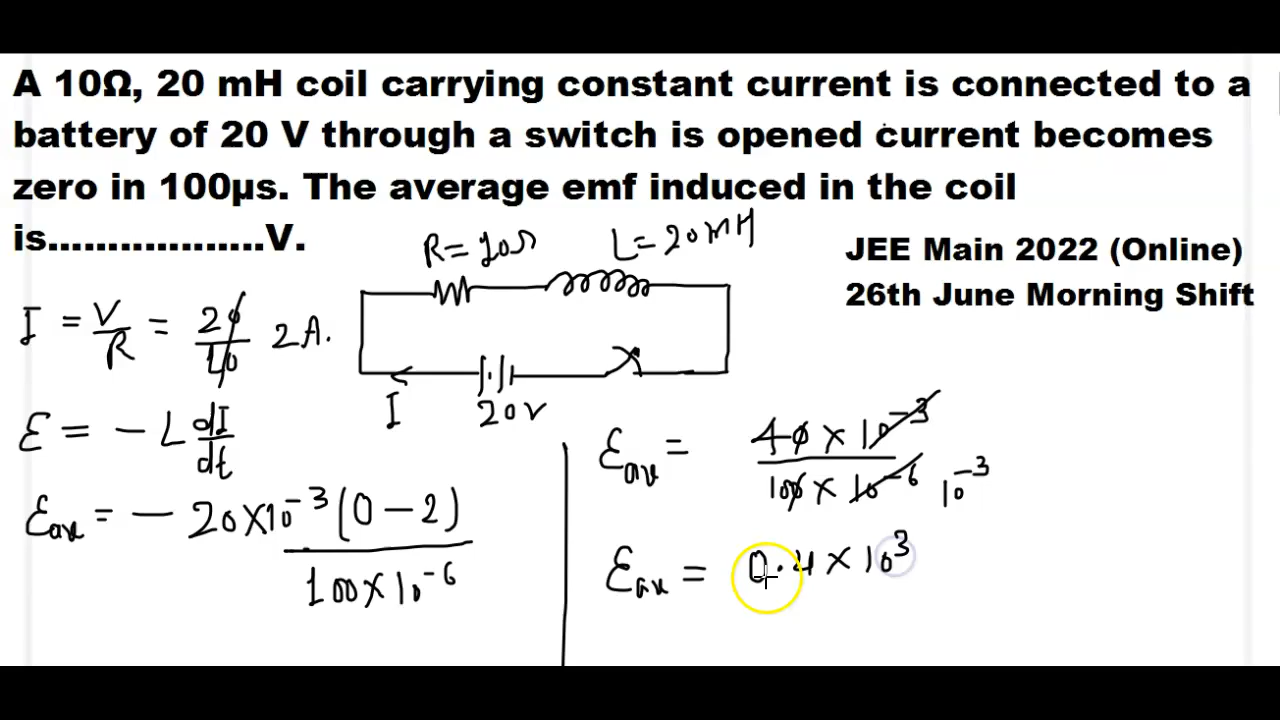 A 10Ω, 20 mH coil carrying constant current is connected to a
battery of 20 V through a switch is opened current becomes
zero in 100μs. The average emf induced in the coil
is..................V.
JEE Main 2022 (Online)
26th June Morning Shift
R = 10Ω
L = 20mH
I = V/R = 20/10 2A.
I
20V
ε = - L dI/dt
εav = - 20×10⁻³ (0 - 2) / 100×10⁻⁶
εav = 40 × 10⁻³ / 100 × 10⁻⁶ 10⁻³
εav = 0.4 × 10³